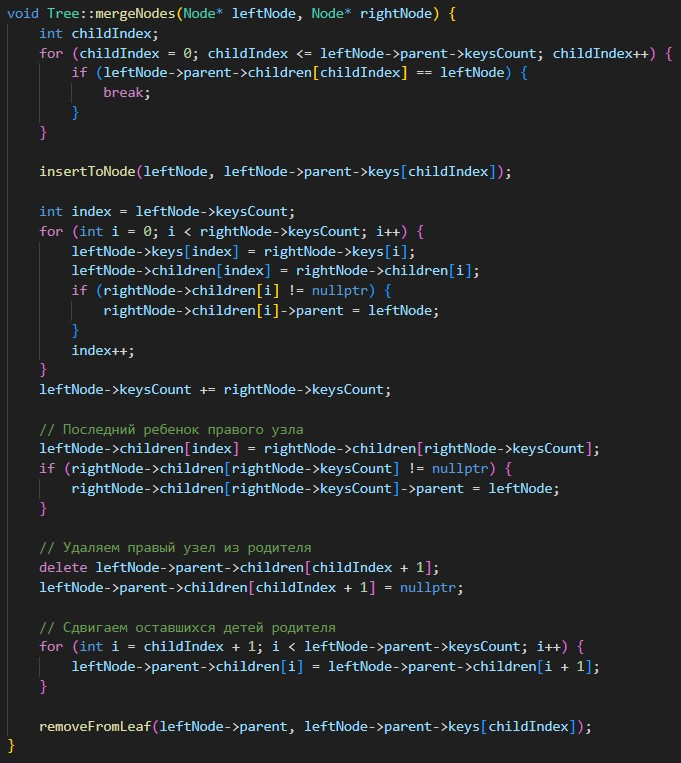 void Tree::mergeNodes(Node* leftNode, Node* rightNode) {
    int childIndex;
    for (childIndex = 0; childIndex <= leftNode->parent->keysCount; childIndex++) {
        if (leftNode->parent->children[childIndex] == leftNode) {
            break;
        }
    }

    insertToNode(leftNode, leftNode->parent->keys[childIndex]);

    int index = leftNode->keysCount;
    for (int i = 0; i < rightNode->keysCount; i++) {
        leftNode->keys[index] = rightNode->keys[i];
        leftNode->children[index] = rightNode->children[i];
        if (rightNode->children[i] != nullptr) {
            rightNode->children[i]->parent = leftNode;
        }
        index++;
    }
    leftNode->keysCount += rightNode->keysCount;

    // Последний ребенок правого узла
    leftNode->children[index] = rightNode->children[rightNode->keysCount];
    if (rightNode->children[rightNode->keysCount] != nullptr) {
        rightNode->children[rightNode->keysCount]->parent = leftNode;
    }

    // Удаляем правый узел из родителя
    delete leftNode->parent->children[childIndex + 1];
    leftNode->parent->children[childIndex + 1] = nullptr;

    // Сдвигаем оставшихся детей родителя
    for (int i = childIndex + 1; i < leftNode->parent->keysCount; i++) {
        leftNode->parent->children[i] = leftNode->parent->children[i + 1];
    }

    removeFromLeaf(leftNode->parent, leftNode->parent->keys[childIndex]);
}